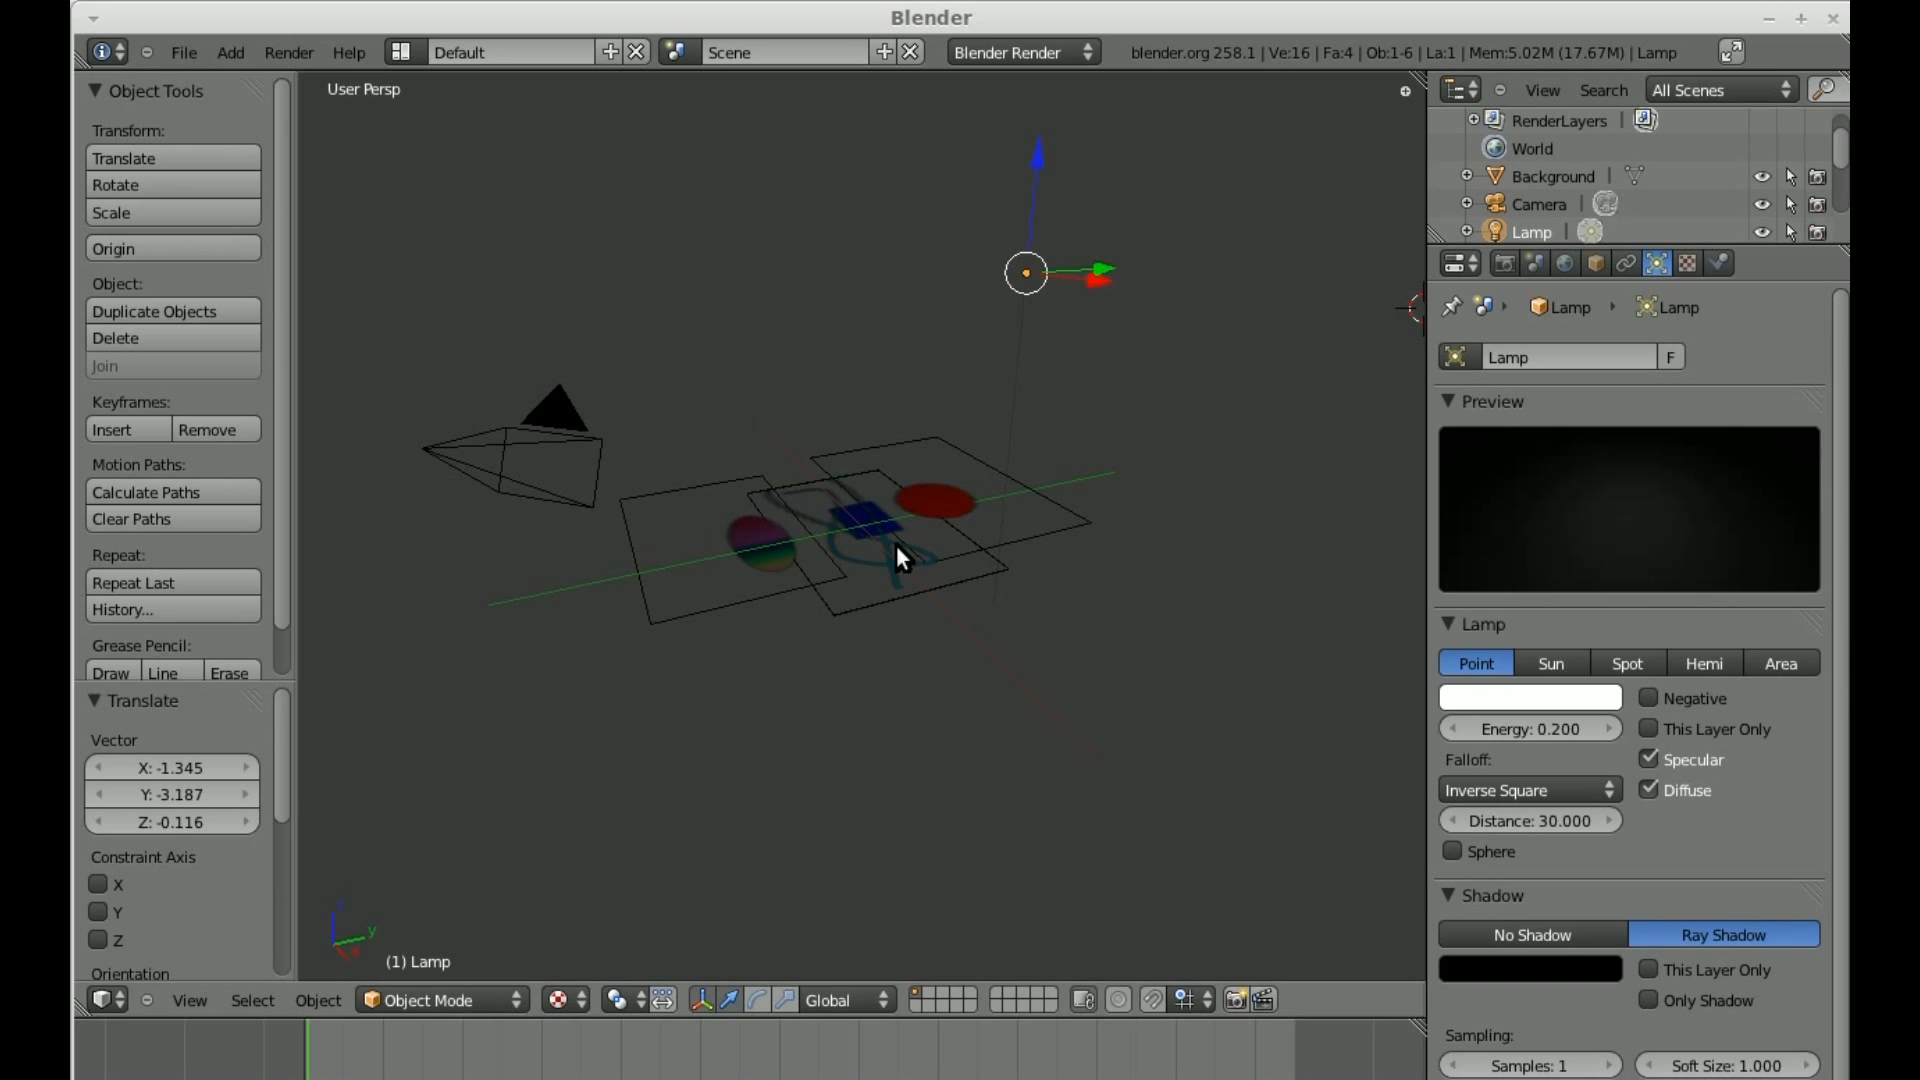 Blender
File Add Render Help Default Scene Blender Render blender.org 258.1 | Ve:16 | Fa:4 | Ob:1-6 | La:1 | Mem:5.02M (17.67M) | Lamp
Object Tools
Transform:
Translate
Rotate
Scale
Origin
Object:
Duplicate Objects
Delete
Join
Keyframes:
Insert Remove
Motion Paths:
Calculate Paths
Clear Paths
Repeat:
Repeat Last
History...
Grease Pencil:
Draw Line Erase
Translate
Vector
X: -1.345
Y: -3.187
Z: -0.116
Constraint Axis
X
Y
Z
Orientation
User Persp
y
(1) Lamp
View Select Object Object Mode Global
View Search All Scenes
RenderLayers |
World
Background |
Camera |
Lamp |
Lamp Lamp
Lamp F
Preview
Lamp
Point Sun Spot Hemi Area
Negative
Energy: 0.200 This Layer Only
Falloff: Specular
Inverse Square Diffuse
Distance: 30.000
Sphere
Shadow
No Shadow Ray Shadow
This Layer Only
Only Shadow
Sampling:
Samples: 1 Soft Size: 1.000